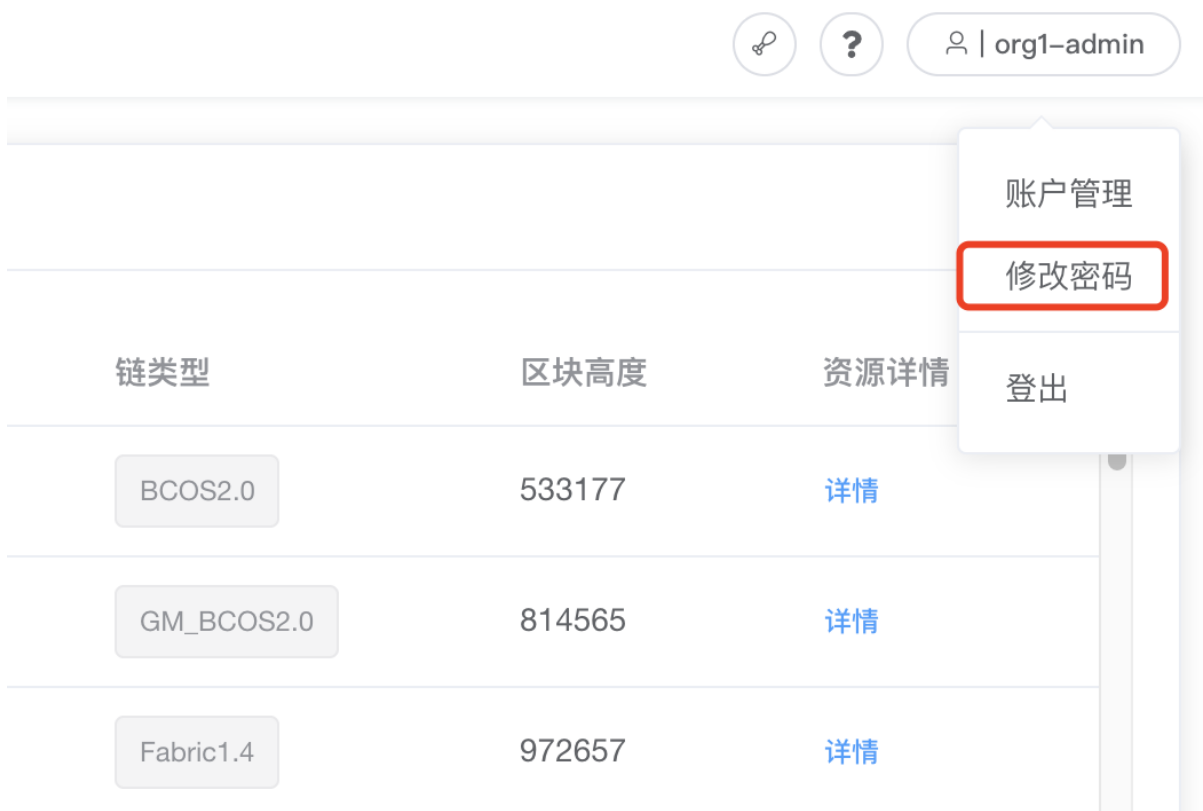 ? | org1-admin
账户管理
修改密码
登出
链类型 区块高度 资源详情
BCOS2.0 533177 详情
GM_BCOS2.0 814565 详情
Fabric1.4 972657 详情